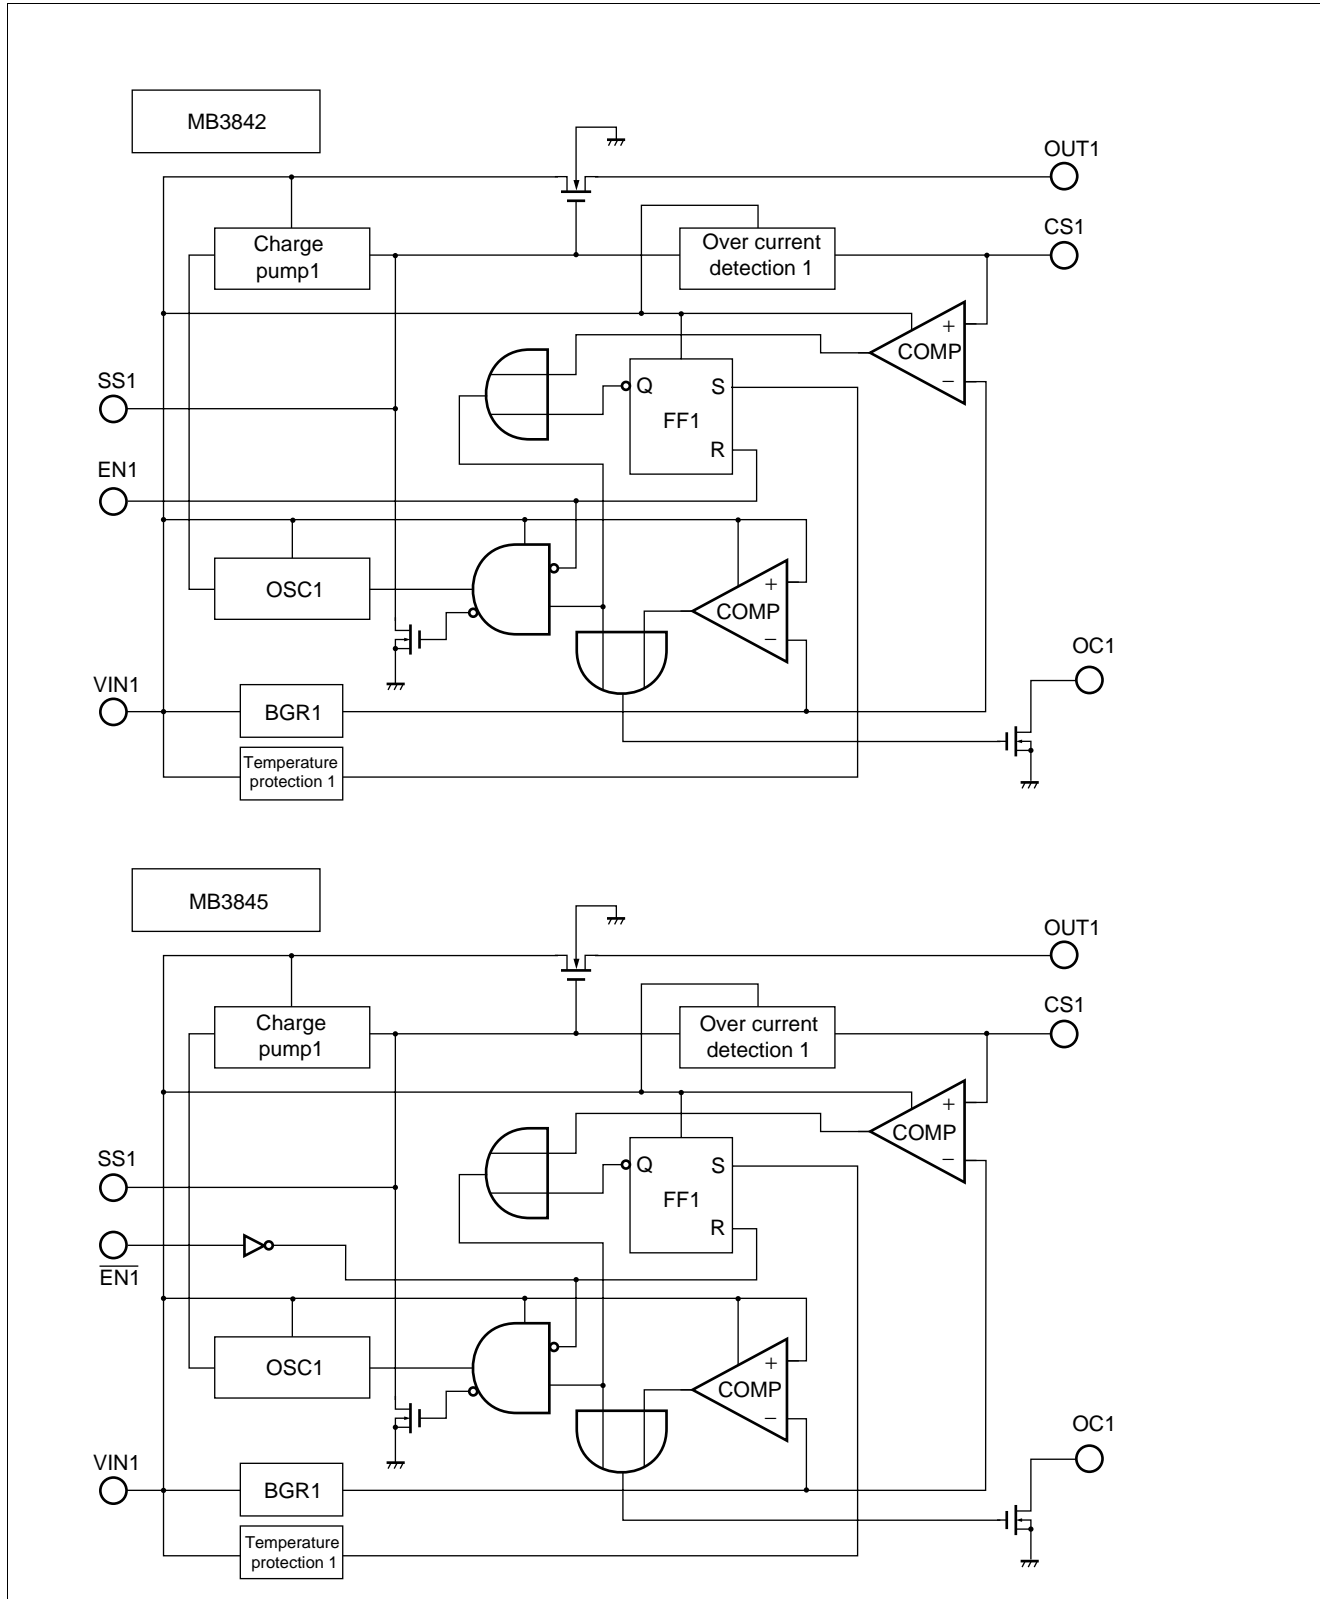 MB3842
OUT1
CS1
Charge
pump1
Over current
detection 1
+
COMP
−
SS1
Q
S
FF1
R
EN1
OSC1
+
COMP
−
OC1
VIN1
BGR1
Temperature
protection 1
MB3845
OUT1
CS1
Charge
pump1
Over current
detection 1
+
COMP
−
SS1
Q
S
FF1
R
E̅N̅1̅
OSC1
+
COMP
−
OC1
VIN1
BGR1
Temperature
protection 1